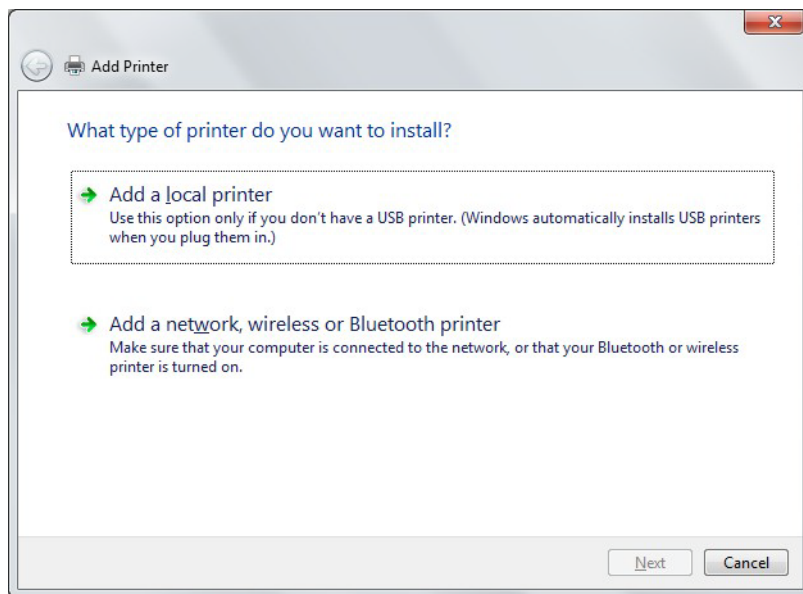 Add Printer
What type of printer do you want to install?
Add a local printer
Use this option only if you don't have a USB printer. (Windows automatically installs USB printers
when you plug them in.)
Add a network, wireless or Bluetooth printer
Make sure that your computer is connected to the network, or that your Bluetooth or wireless
printer is turned on.
Next
Cancel